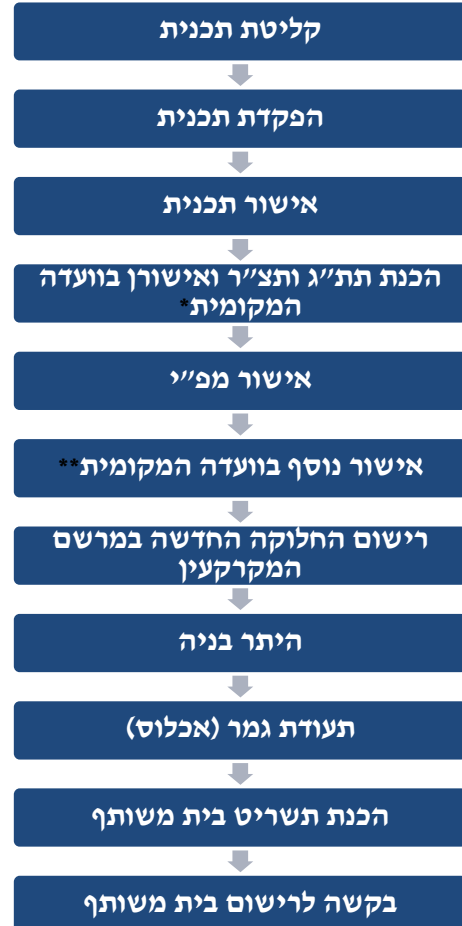 קליטת תכנית
הפקדת תכנית
אישור תכנית
הכנת תת״ג ותצ״ר ואישורן בוועדה
המקומית*
אישור מפ״י
אישור נוסף בוועדה המקומית**
רישום החלוקה החדשה במרשם
המקרקעין
היתר בניה
תעודת גמר (אכלוס)
הכנת תשריט בית משותף
בקשה לרישום בית משותף